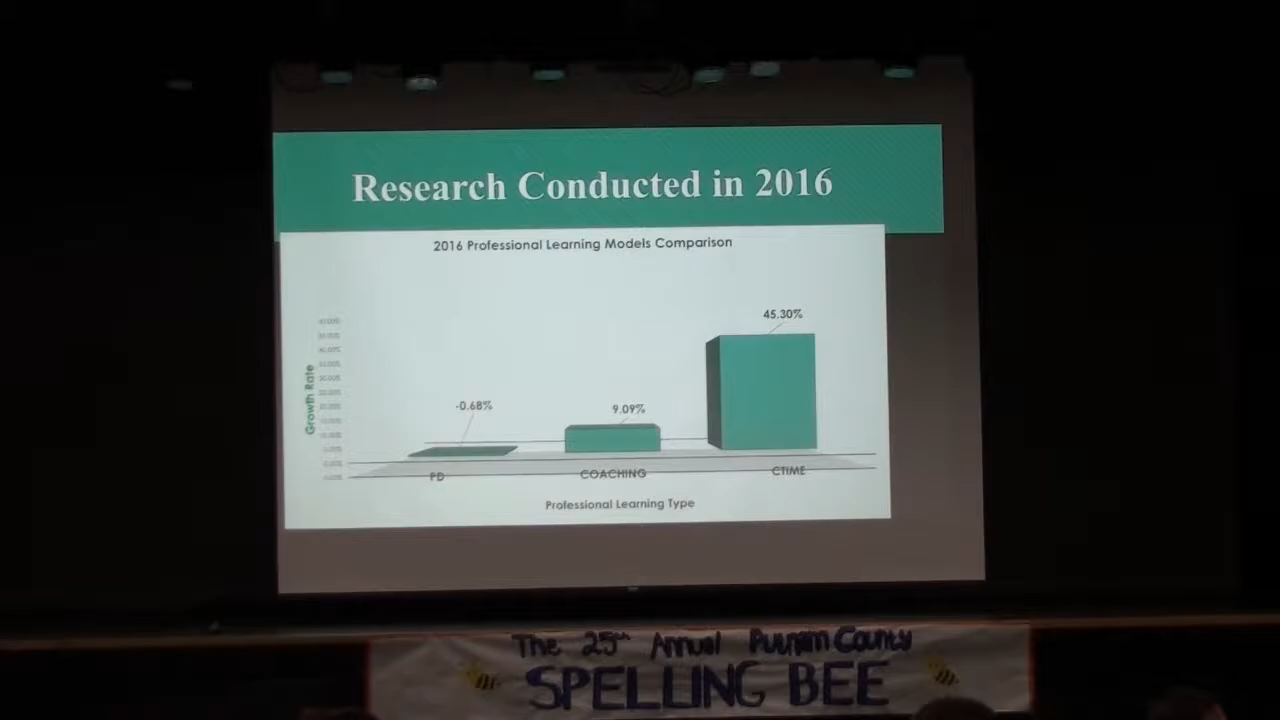 Research Conducted in 2016
2016 Professional Learning Models Comparison
45.30%
-0.68%
9.09%
Growth Rate
PD
COACHING
CTIME
Professional Learning Type
The 25th Annual Putnam County
SPELLING BEE